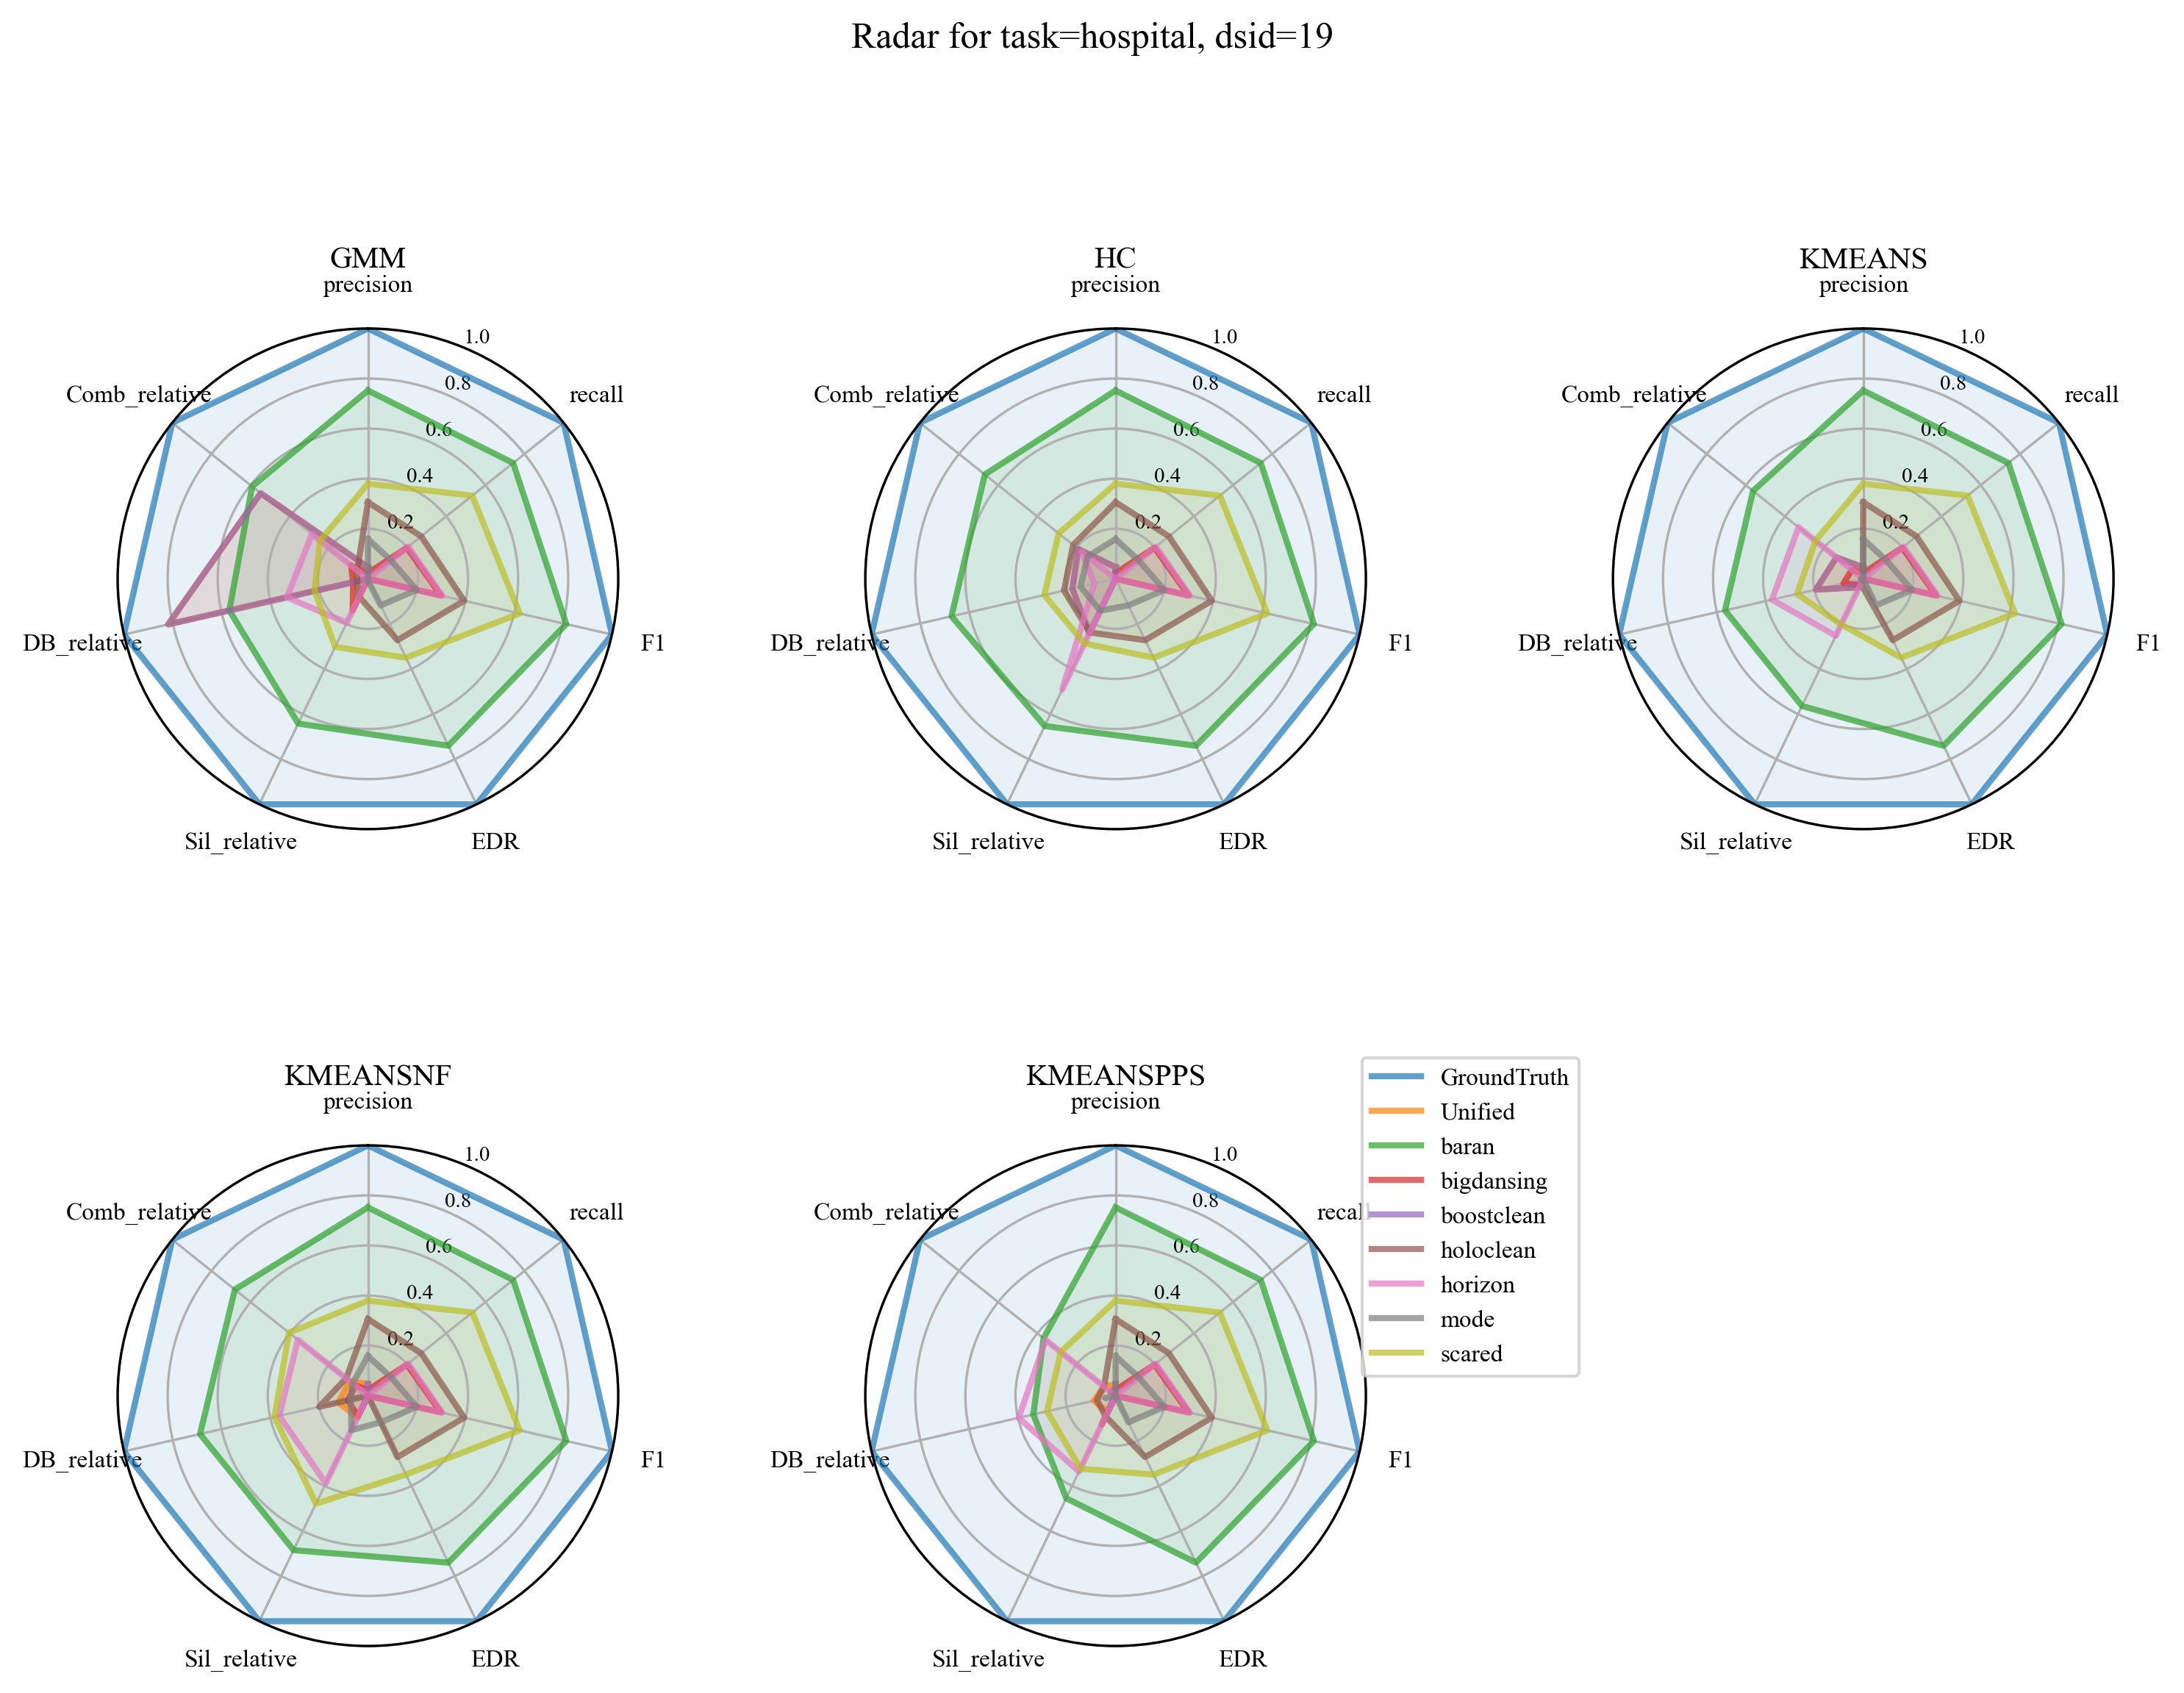 Radar for task=hospital, dsid=19
GMM
precision
1.0
0.8
0.6
0.4
0.2
recall
Comb_relative
DB_relative
F1
Sil_relative
EDR
HC
precision
1.0
0.8
0.6
0.4
0.2
recall
Comb_relative
DB_relative
F1
Sil_relative
EDR
KMEANS
precision
1.0
0.8
0.6
0.4
0.2
recall
Comb_relative
DB_relative
F1
Sil_relative
EDR
KMEANSNF
precision
1.0
0.8
0.6
0.4
0.2
recall
Comb_relative
DB_relative
F1
Sil_relative
EDR
KMEANSPPS
precision
1.0
0.8
0.6
0.4
0.2
recall
Comb_relative
DB_relative
F1
Sil_relative
EDR
GroundTruth
Unified
baran
bigdansing
boostclean
holoclean
horizon
mode
scared